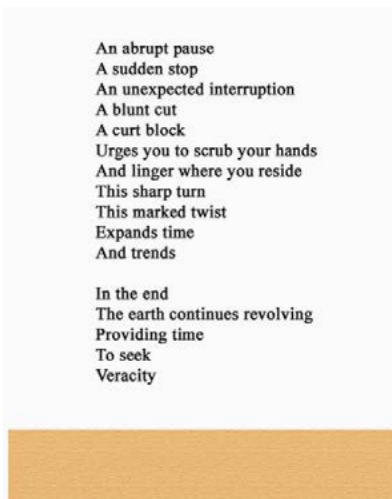 An abrupt pause
A sudden stop
An unexpected interruption
A blunt cut
A curt block
Urges you to scrub your hands
And linger where you reside
This sharp turn
This marked twist
Expands time
And trends
In the end
The earth continues revolving
Providing time
To seek
Veracity